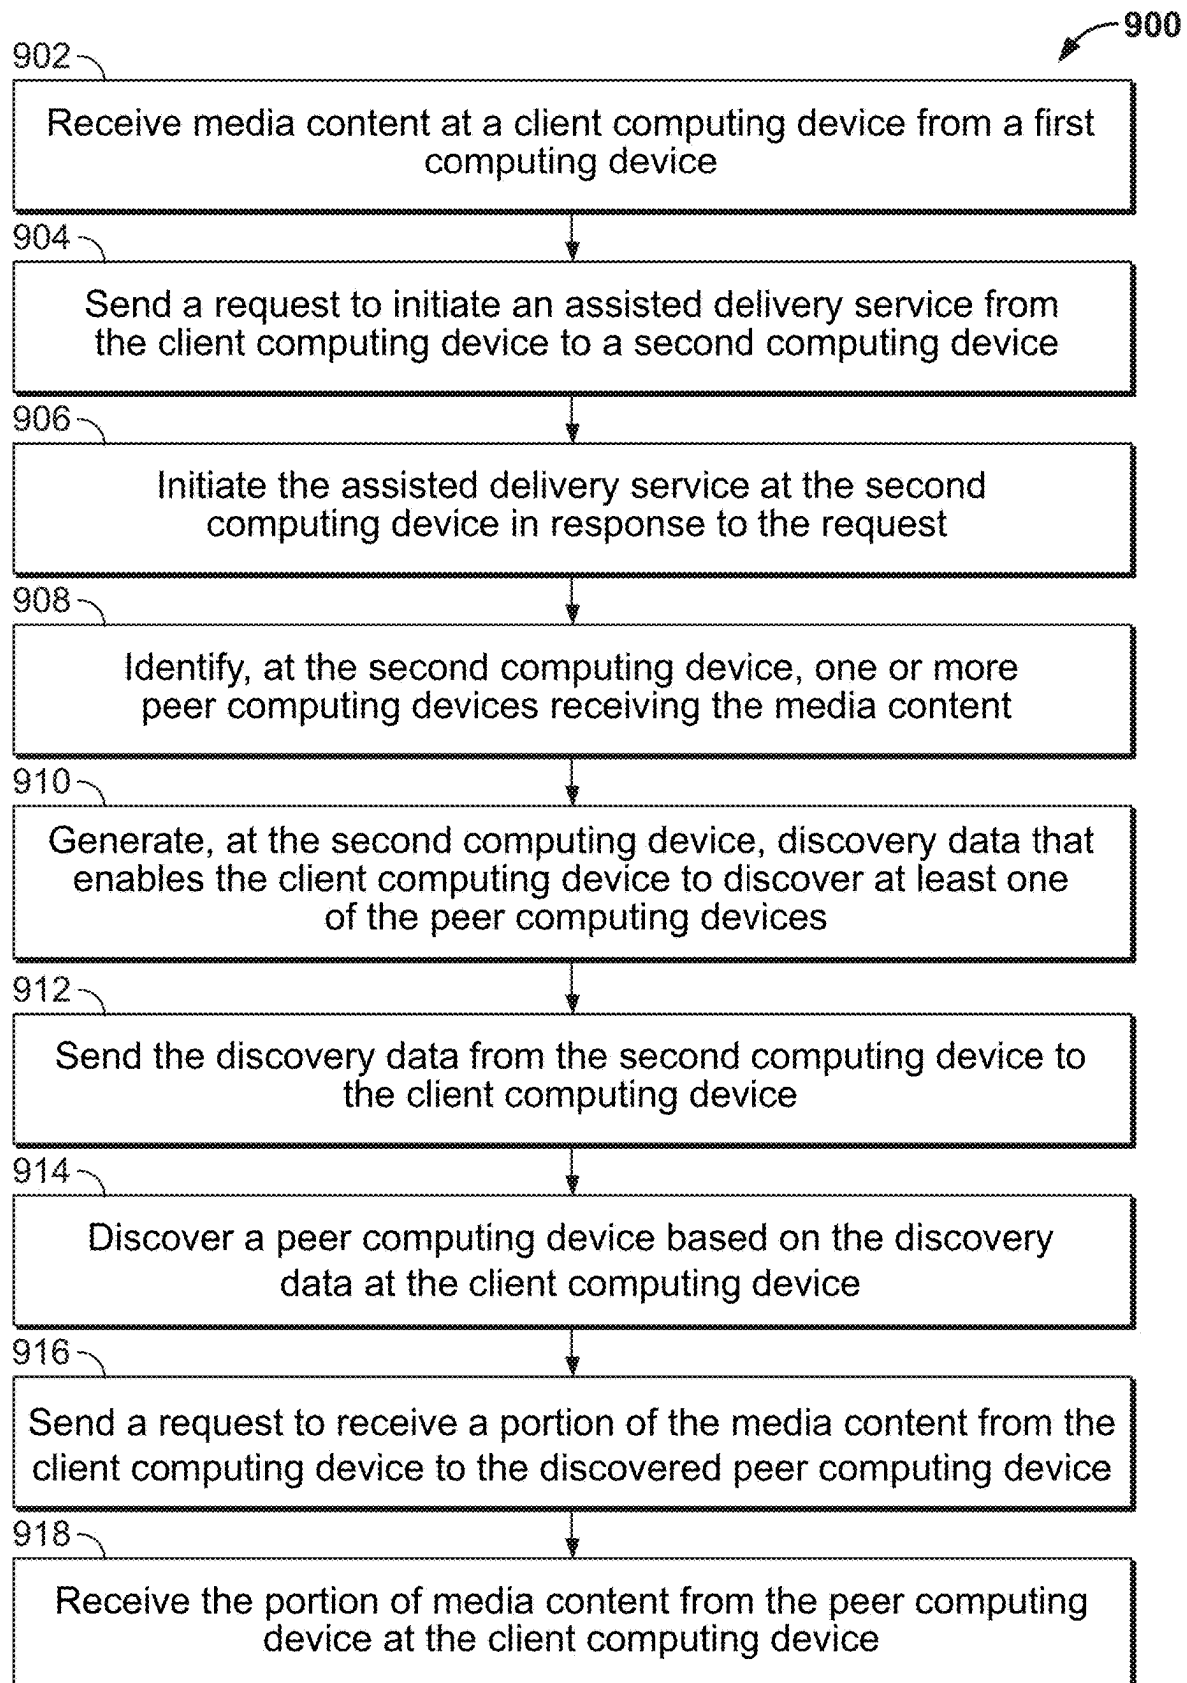 900
902
Receive media content at a client computing device from a first
computing device
904
Send a request to initiate an assisted delivery service from
the client computing device to a second computing device
906
Initiate the assisted delivery service at the second
computing device in response to the request
908
Identify, at the second computing device, one or more
peer computing devices receiving the media content
910
Generate, at the second computing device, discovery data that
enables the client computing device to discover at least one
of the peer computing devices
912
Send the discovery data from the second computing device to
the client computing device
914
Discover a peer computing device based on the discovery
data at the client computing device
916
Send a request to receive a portion of the media content from the
client computing device to the discovered peer computing device
918
Receive the portion of media content from the peer computing
device at the client computing device